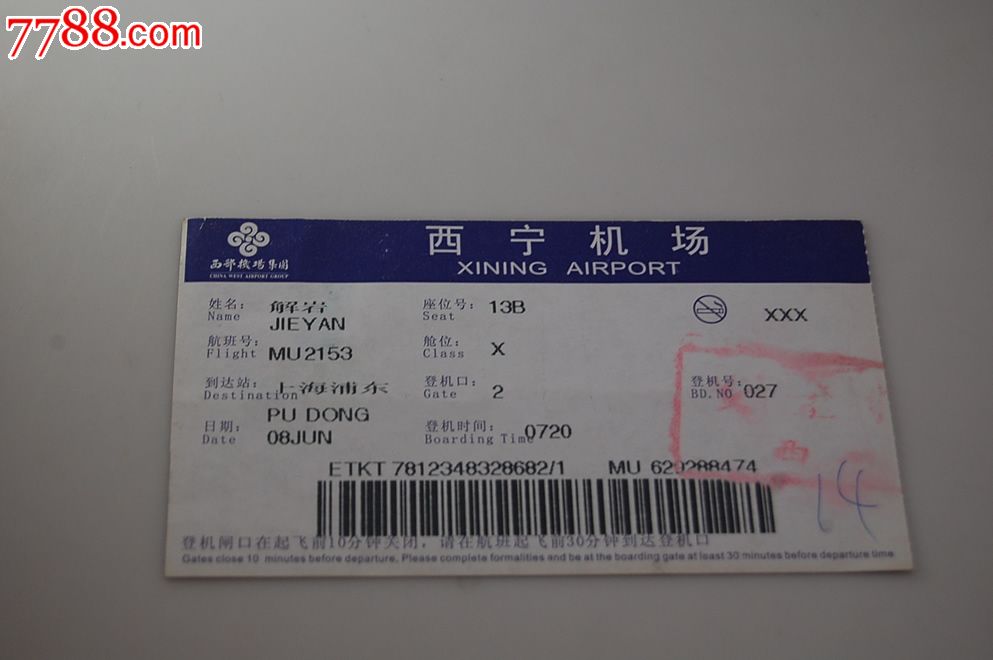 7788.com
西部機場集团
CHINA WEST AIRPORT GROUP
西宁机场
XINING AIRPORT
姓名: 解岩
Name JIEYAN
座位号: 13B
Seat
XXX
航班号:
Flight MU2153
舱位: X
Class
到达站: 上海浦东
Destination
PU DONG
登机口: 2
Gate
登机号: 027
BD.NO
日期:
Date 08JUN
登机时间: 0720
Boarding Time
西
ETKT 7812348328682/1 MU 629288474
14
登机闸口在起飞前10分钟关闭，请在航班起飞前30分钟到达登机口
Gates close 10 minutes before departure. Please complete formalities and be at the boarding gate at least 30 minutes before departure time